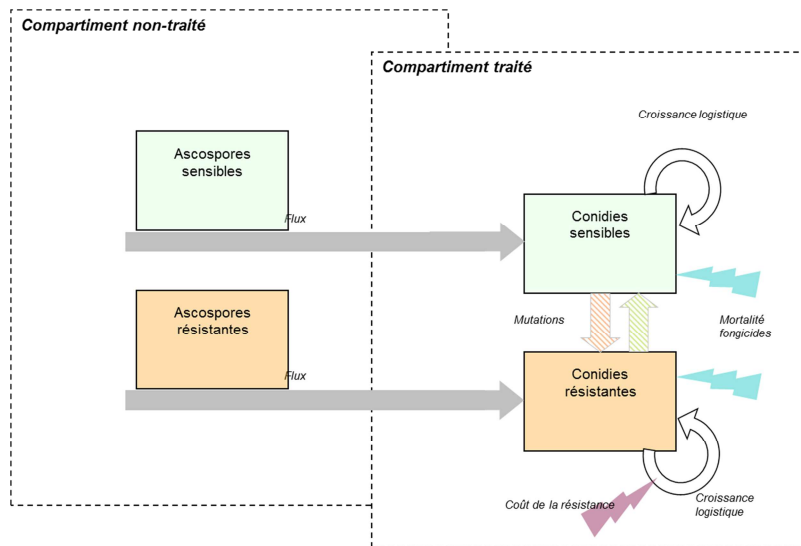 Compartiment non-traité
Compartiment traité
Croissance logistique
Ascospores
sensibles
Flux
Conidies
sensibles
Ascospores
résistantes
Flux
Mutations
Mortalité
fongicides
Conidies
résistantes
Coût de la résistance
Croissance
logistique